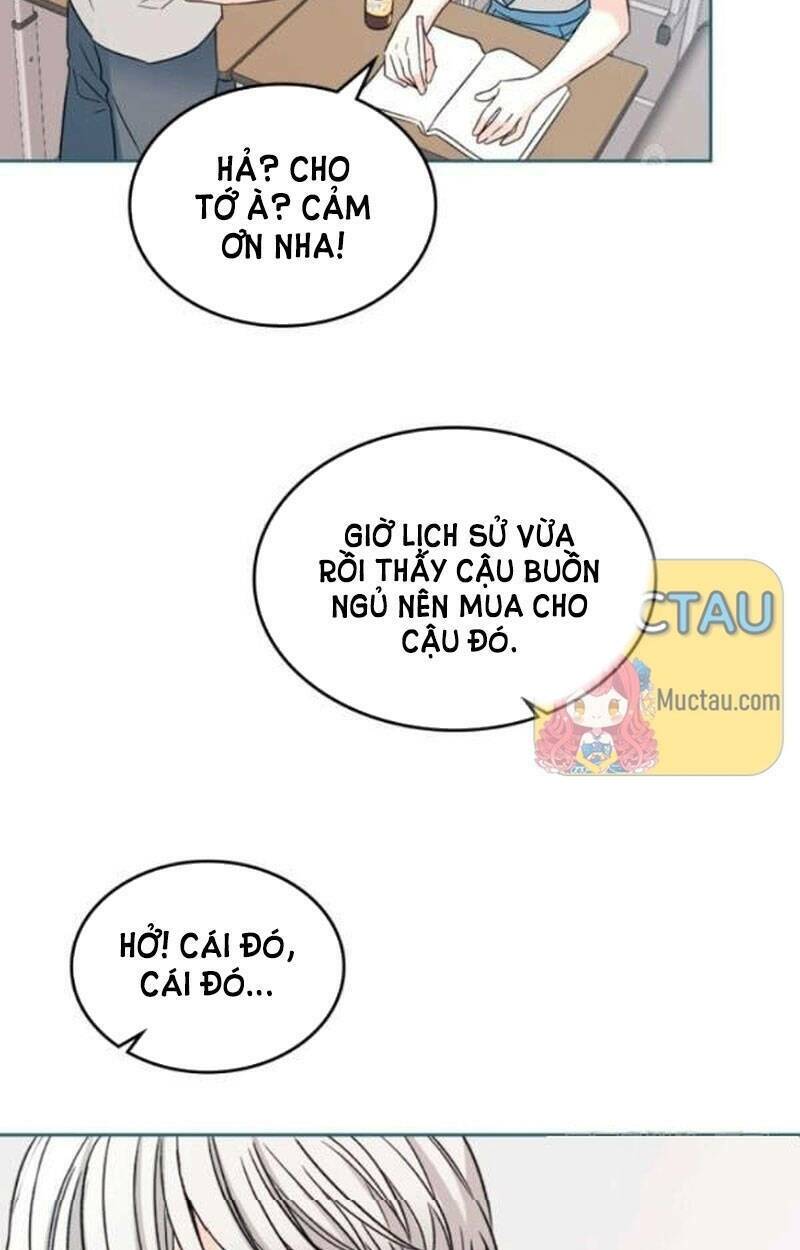 HẢ? CHO
TỚ À? CẢM
ƠN NHA!
GIỜ LỊCH SỬ VỪA
RỒI THẤY CẬU BUỒN
NGỦ NÊN MUA CHO
CẬU ĐÓ.
CTAU
Muctau.com
HỞ! CÁI ĐÓ,
CÁI ĐÓ...